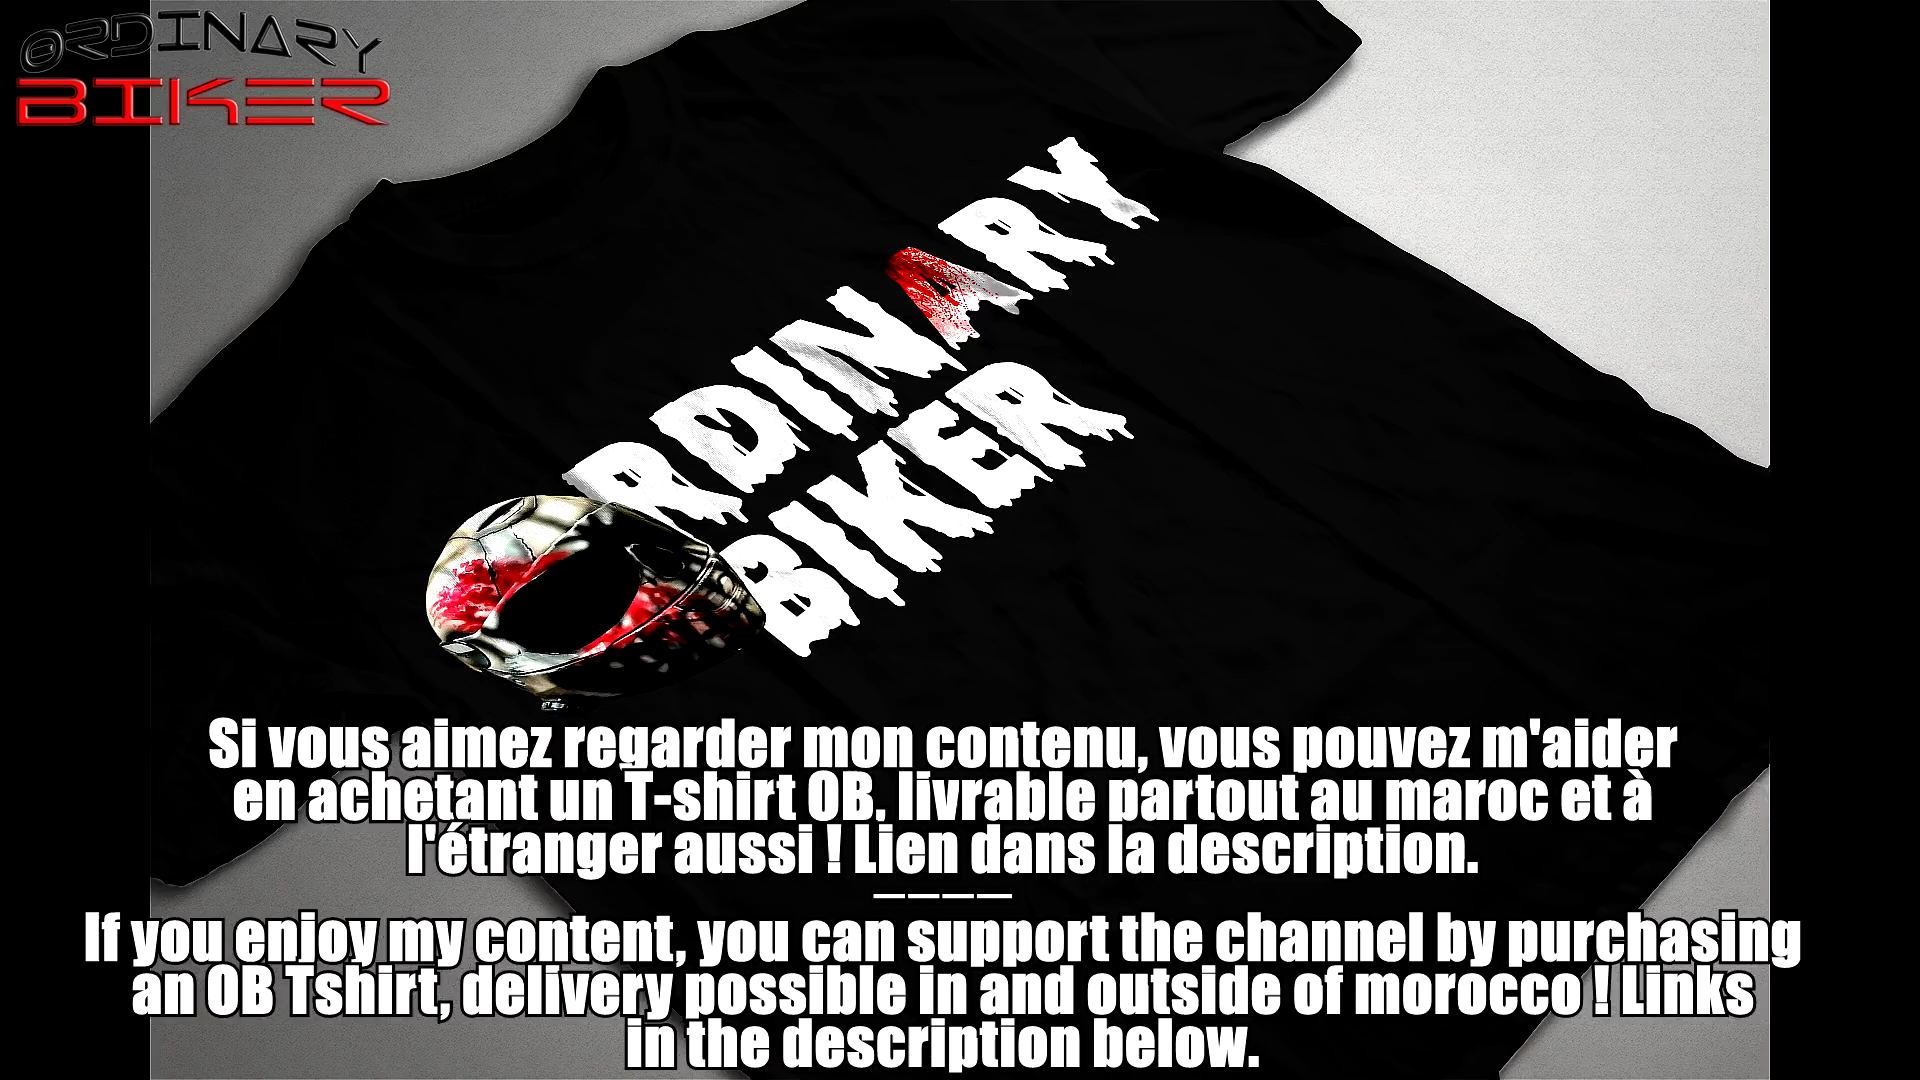 ORDINARY
BIKER
RDINARY
BIKER
Si vous aimez regarder mon contenu, vous pouvez m'aider
en achetant un T-shirt OB, livrable partout au maroc et à
l'étranger aussi ! Lien dans la description.
____
If you enjoy my content, you can support the channel by purchasing
an OB Tshirt, delivery possible in and outside of morocco ! Links
in the description below.